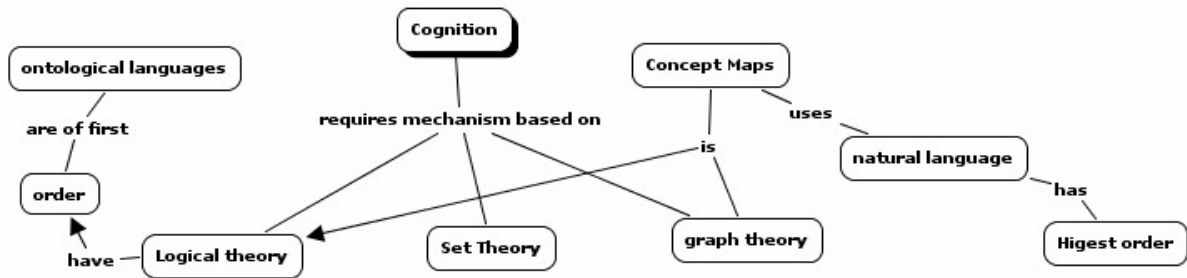 Cognition
ontological languages
Concept Maps
uses
requires mechanism based on
are of first
is
natural language
order
has
have
Logical theory
Set Theory
graph theory
Higest order